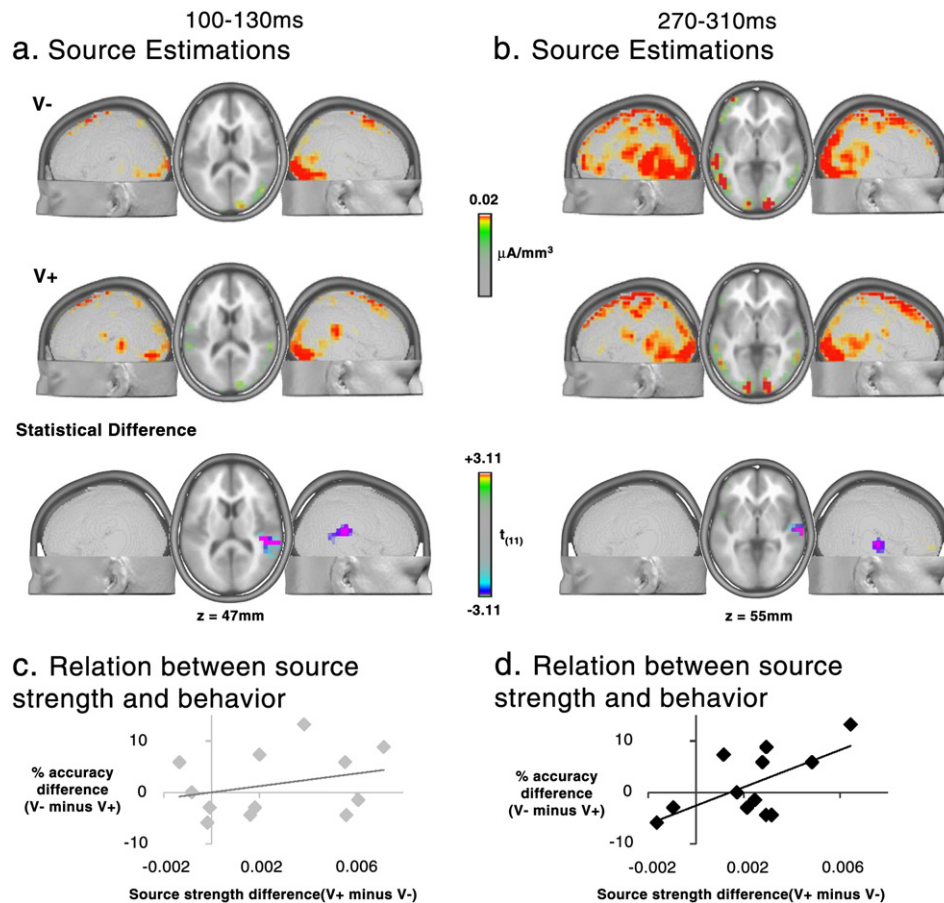 100-130ms
a. Source Estimations
270-310ms
b. Source Estimations
V-
0.02
μA/mm³
V+
Statistical Difference
+3.11
t(11)
-3.11
z = 47mm
z = 55mm
c. Relation between source
strength and behavior
10
0
-10
% accuracy
difference
(V- minus V+)
-0.002
0.002
0.006
Source strength difference(V+ minus V-)
d. Relation between source
strength and behavior
10
0
-10
% accuracy
difference
(V- minus V+)
-0.002
0.002
0.006
Source strength difference(V+ minus V-)